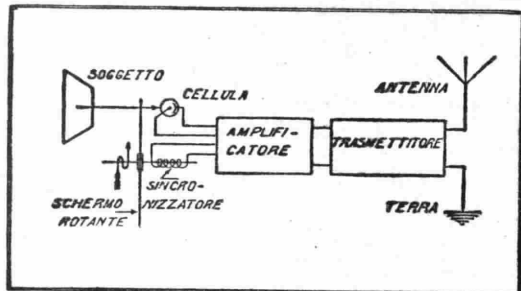 SOGGETTO
CELLULA
ANTENNA
AMPLIFI-
CATORE
TRASMETTITORE
SINCRO-
NIZZATORE
SCHERMO
ROTANTE
TERRA